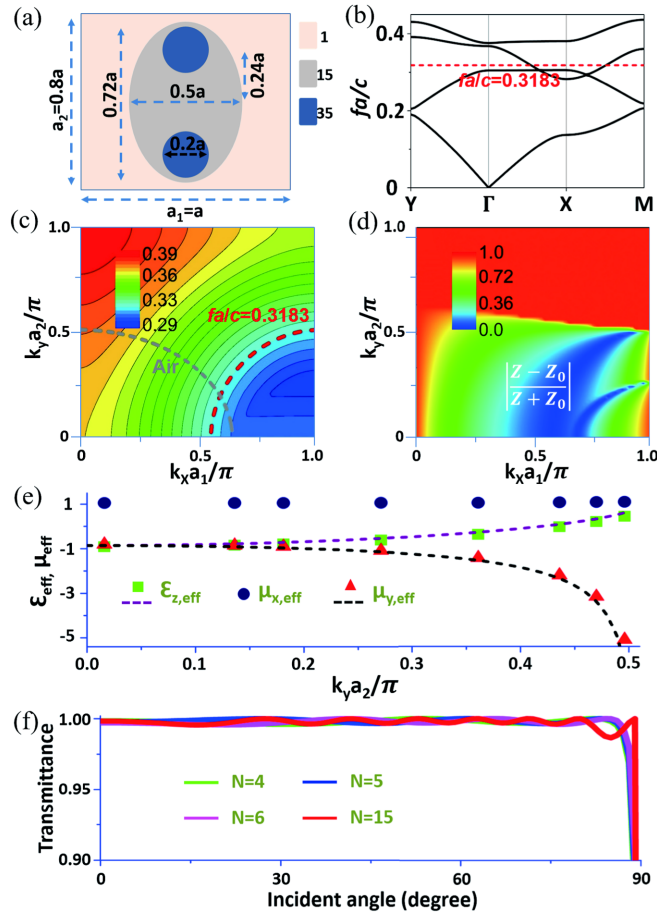 (a)
a₂=0.8a
0.72a
0.5a
0.24a
0.2a
a₁=a
1
15
35
(b)
fa/c
0.4
0.2
0
fa/c=0.3183
Y Γ X M
(c)
kᵧa₂/π
1.0
0.5
0
0.39
0.36
0.33
0.29
fa/c=0.3183
Air
0 0.5 1.0
kₓa₁/π
(d)
kᵧa₂/π
1.0
0.5
0
1.0
0.72
0.36
0.0
|Z − Z₀ / Z + Z₀|
0 0.5 1.0
kₓa₁/π
(e)
εeff, μeff
1
-1
-3
-5
εz,eff μx,eff μy,eff
0.0 0.1 0.2 0.3 0.4 0.5
kᵧa₂/π
(f)
Transmittance
1.00
0.95
0.90
N=4 N=5
N=6 N=15
0 30 60 90
Incident angle (degree)